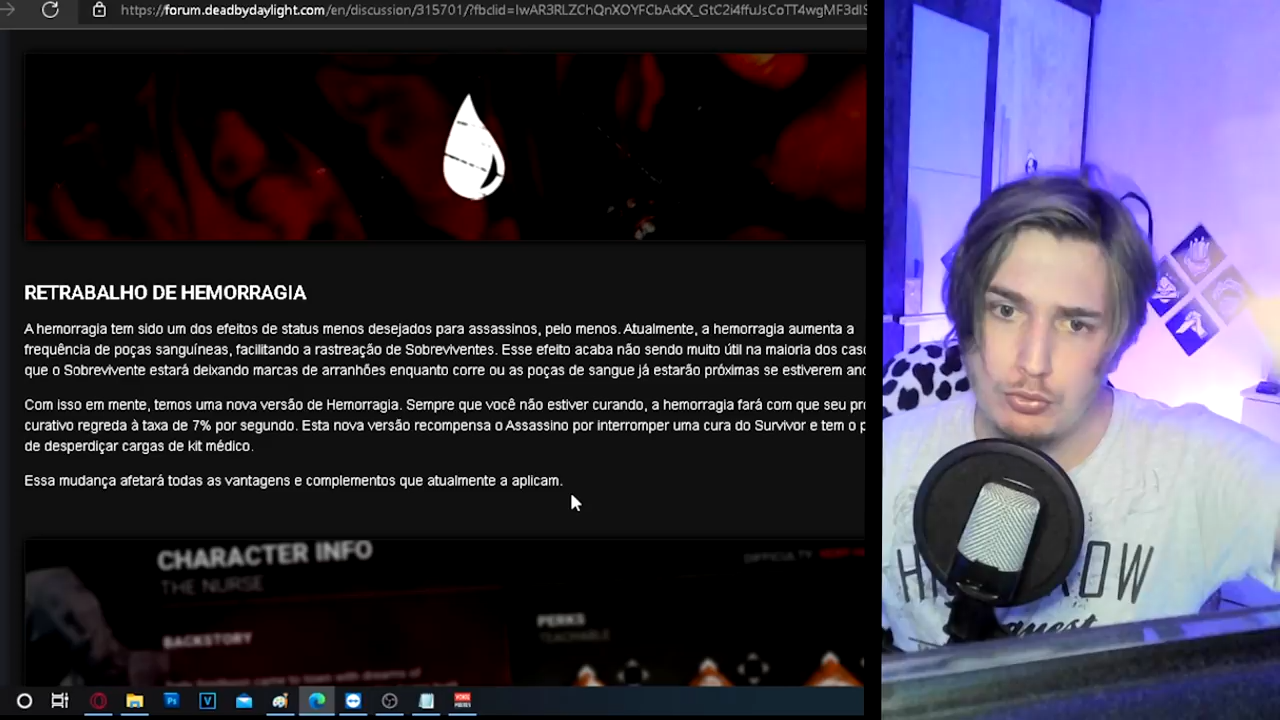 https://forum.deadbydaylight.com/en/discussion/315701/?fbclid=IwAR3RLZChQnXOYFCbAcKX_GtC2i4ffuJsCoTT4wgMF3dIS
RETRABALHO DE HEMORRAGIA
A hemorragia tem sido um dos efeitos de status menos desejados para assassinos, pelo menos. Atualmente, a hemorragia aumenta a
frequência de poças sanguíneas, facilitando a rastreação de Sobreviventes. Esse efeito acaba não sendo muito útil na maioria dos caso
que o Sobrevivente estará deixando marcas de arranhões enquanto corre ou as poças de sangue já estarão próximas se estiverem and
Com isso em mente, temos uma nova versão de Hemorragia. Sempre que você não estiver curando, a hemorragia fará com que seu pro
curativo regreda à taxa de 7% por segundo. Esta nova versão recompensa o Assassino por interromper uma cura do Survivor e tem o p
de desperdiçar cargas de kit médico.
Essa mudança afetará todas as vantagens e complementos que atualmente a aplicam.
CHARACTER INFO
THE NURSE
DIFFICULTY
BACKSTORY
PERKS
TEACHABLE
Ps
V